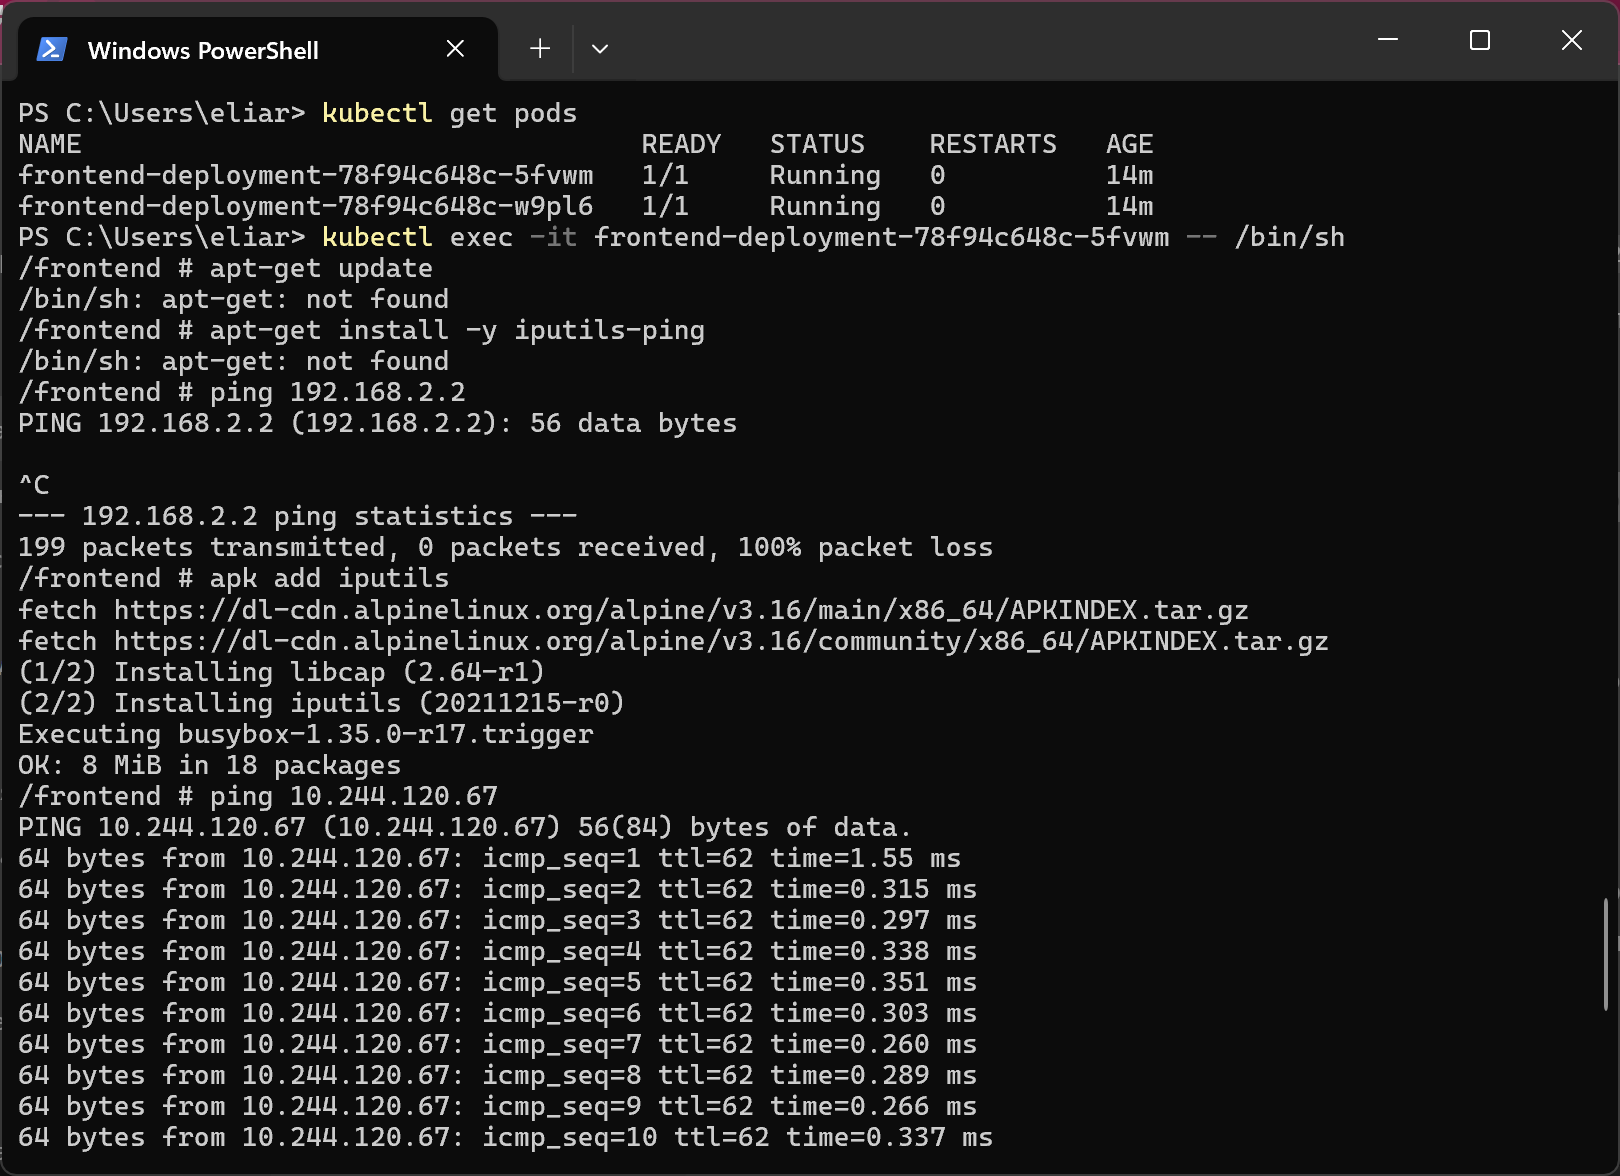 Windows PowerShell
PS C:\Users\eliar> kubectl get pods
NAME                                   READY   STATUS    RESTARTS   AGE
frontend-deployment-78f94c648c-5fvwm   1/1     Running   0          14m
frontend-deployment-78f94c648c-w9pl6   1/1     Running   0          14m
PS C:\Users\eliar> kubectl exec -it frontend-deployment-78f94c648c-5fvwm -- /bin/sh
/frontend # apt-get update
/bin/sh: apt-get: not found
/frontend # apt-get install -y iputils-ping
/bin/sh: apt-get: not found
/frontend # ping 192.168.2.2
PING 192.168.2.2 (192.168.2.2): 56 data bytes
^C
--- 192.168.2.2 ping statistics ---
199 packets transmitted, 0 packets received, 100% packet loss
/frontend # apk add iputils
fetch https://dl-cdn.alpinelinux.org/alpine/v3.16/main/x86_64/APKINDEX.tar.gz
fetch https://dl-cdn.alpinelinux.org/alpine/v3.16/community/x86_64/APKINDEX.tar.gz
(1/2) Installing libcap (2.64-r1)
(2/2) Installing iputils (20211215-r0)
Executing busybox-1.35.0-r17.trigger
OK: 8 MiB in 18 packages
/frontend # ping 10.244.120.67
PING 10.244.120.67 (10.244.120.67) 56(84) bytes of data.
64 bytes from 10.244.120.67: icmp_seq=1 ttl=62 time=1.55 ms
64 bytes from 10.244.120.67: icmp_seq=2 ttl=62 time=0.315 ms
64 bytes from 10.244.120.67: icmp_seq=3 ttl=62 time=0.297 ms
64 bytes from 10.244.120.67: icmp_seq=4 ttl=62 time=0.338 ms
64 bytes from 10.244.120.67: icmp_seq=5 ttl=62 time=0.351 ms
64 bytes from 10.244.120.67: icmp_seq=6 ttl=62 time=0.303 ms
64 bytes from 10.244.120.67: icmp_seq=7 ttl=62 time=0.260 ms
64 bytes from 10.244.120.67: icmp_seq=8 ttl=62 time=0.289 ms
64 bytes from 10.244.120.67: icmp_seq=9 ttl=62 time=0.266 ms
64 bytes from 10.244.120.67: icmp_seq=10 ttl=62 time=0.337 ms